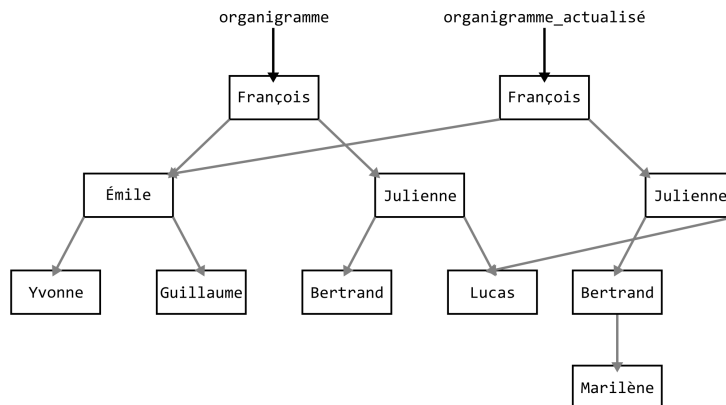 organigramme
organigramme_actualisé
François
François
Émile
Julienne
Julienne
Yvonne
Guillaume
Bertrand
Lucas
Bertrand
Marilène